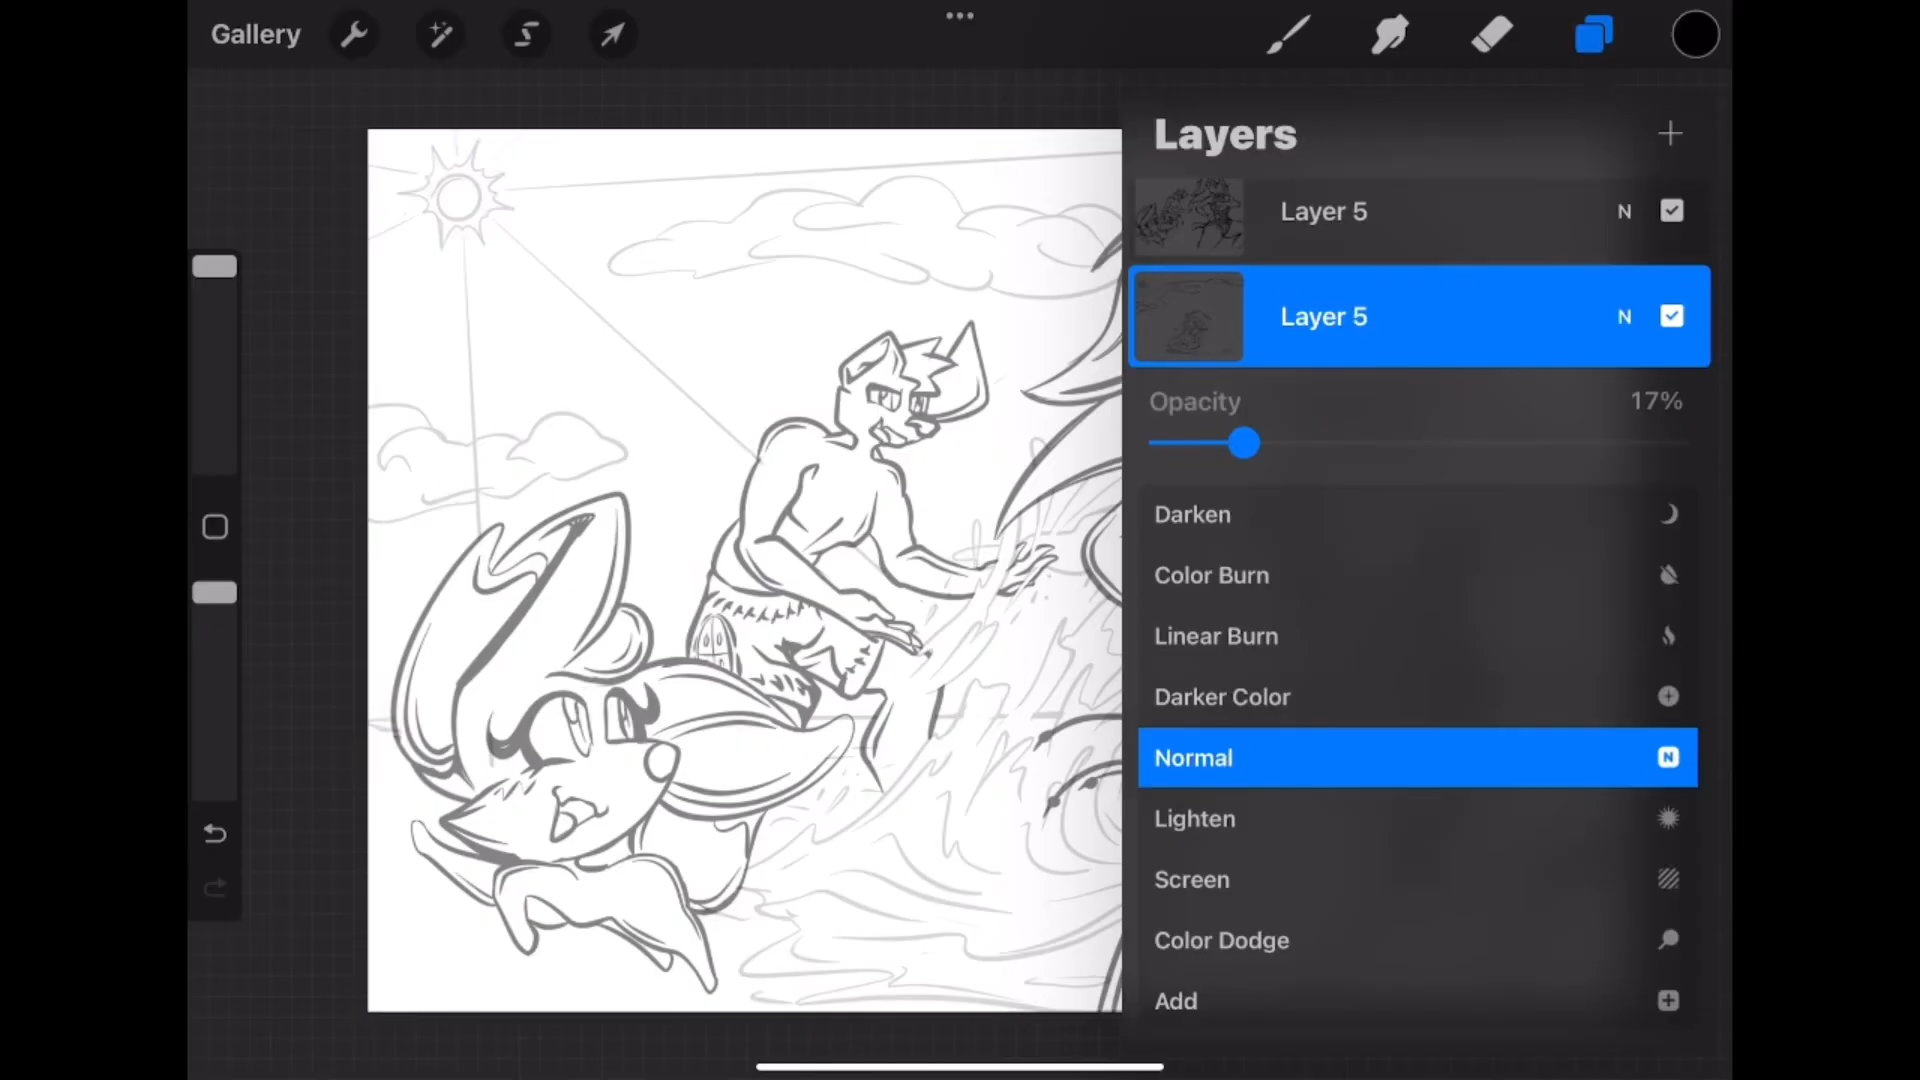 Gallery
Layers
Layer 5 N
Layer 5 N
Opacity 17%
Darken
Color Burn
Linear Burn
Darker Color
Normal N
Lighten
Screen
Color Dodge
Add